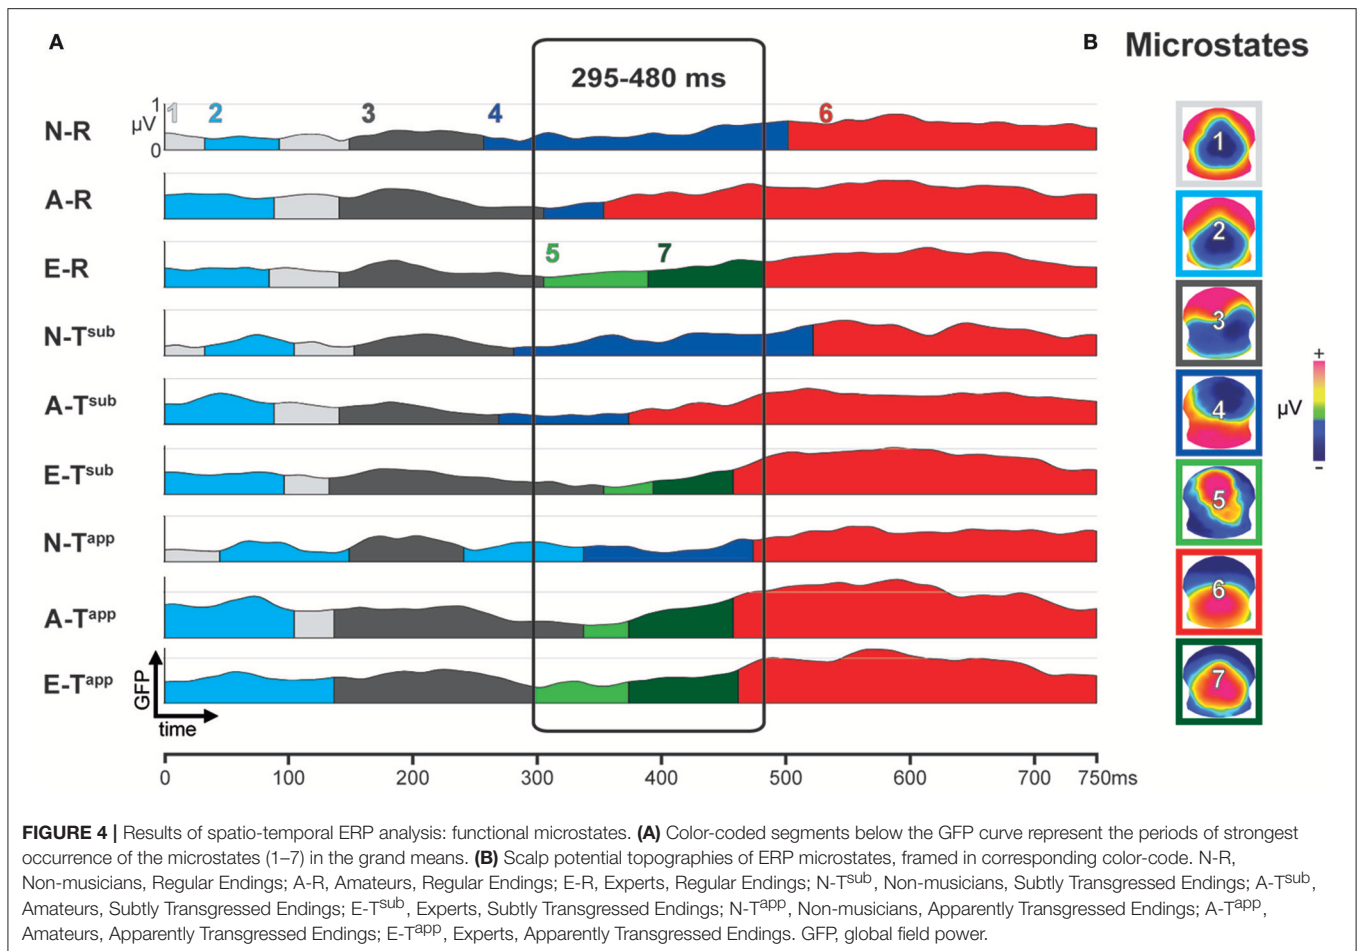 A
B
Microstates
295-480 ms
1
2
3
4
6
1
µV
0
N-R
A-R
5
7
E-R
N-Tsub
A-Tsub
E-Tsub
N-Tapp
A-Tapp
E-Tapp
GFP
time
0 100 200 300 400 500 600 700 750ms
1
2
3
4
5
6
7
+
µV
-
FIGURE 4 | Results of spatio-temporal ERP analysis: functional microstates. (A) Color-coded segments below the GFP curve represent the periods of strongest
occurrence of the microstates (1–7) in the grand means. (B) Scalp potential topographies of ERP microstates, framed in corresponding color-code. N-R,
Non-musicians, Regular Endings; A-R, Amateurs, Regular Endings; E-R, Experts, Regular Endings; N-Tsub, Non-musicians, Subtly Transgressed Endings; A-Tsub,
Amateurs, Subtly Transgressed Endings; E-Tsub, Experts, Subtly Transgressed Endings; N-Tapp, Non-musicians, Apparently Transgressed Endings; A-Tapp,
Amateurs, Apparently Transgressed Endings; E-Tapp, Experts, Apparently Transgressed Endings. GFP, global field power.